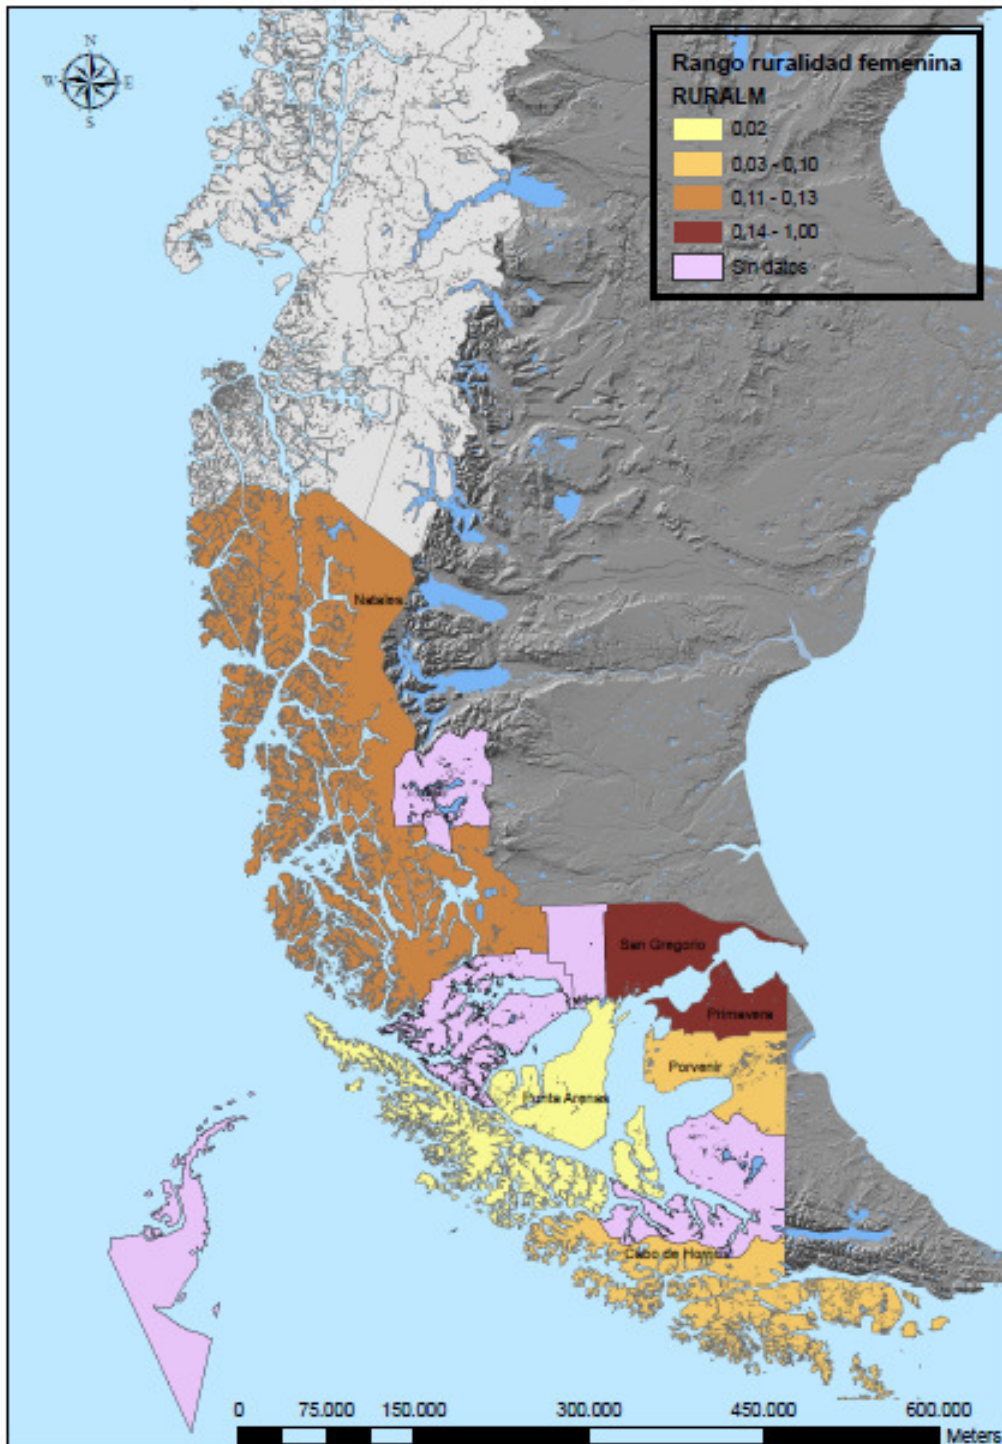 N
W E
S
Rango ruralidad femenina
RURALM
0,02
0,03 - 0,10
0,11 - 0,13
0,14 - 1,00
Sin datos
Natales
San Gregorio
Primavera
Porvenir
Punta Arenas
Cabo de Hornos
0 75.000 150.000 300.000 450.000 600.000
Meters